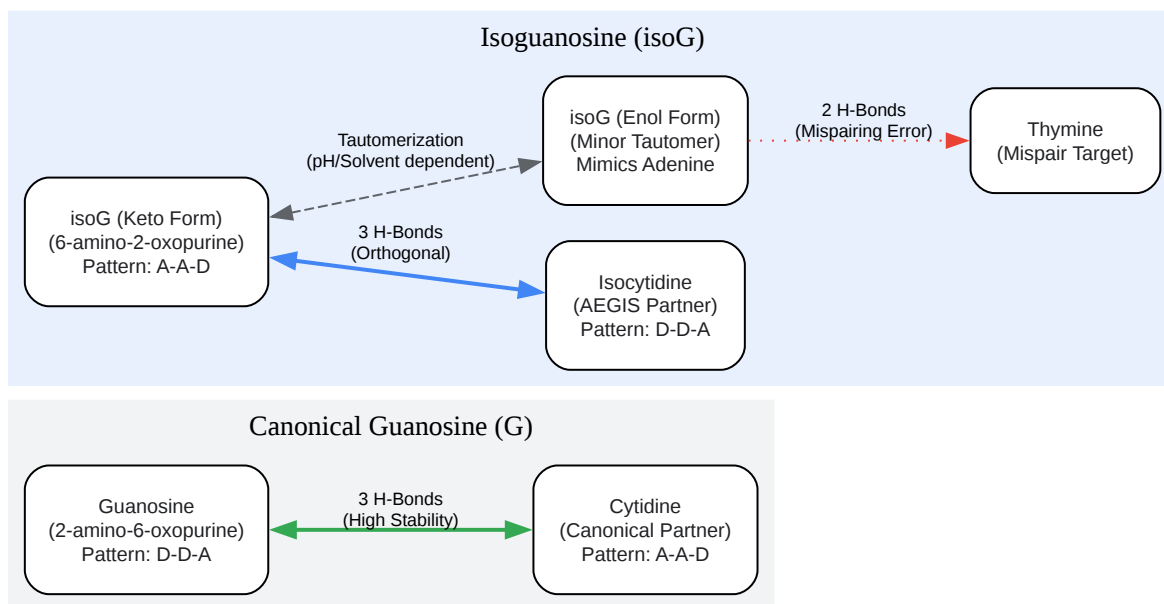 Isoguanosine (isoG)
isoG (Enol Form)
(Minor Tautomer)
Mimics Adenine
2 H-Bonds
(Mispairing Error)
Thymine
(Mispair Target)
Tautomerization
(pH/Solvent dependent)
isoG (Keto Form)
(6-amino-2-oxopurine)
Pattern: A-A-D
3 H-Bonds
(Orthogonal)
Isocytidine
(AEGIS Partner)
Pattern: D-D-A
Canonical Guanosine (G)
Guanosine
(2-amino-6-oxopurine)
Pattern: D-D-A
3 H-Bonds
(High Stability)
Cytidine
(Canonical Partner)
Pattern: A-A-D